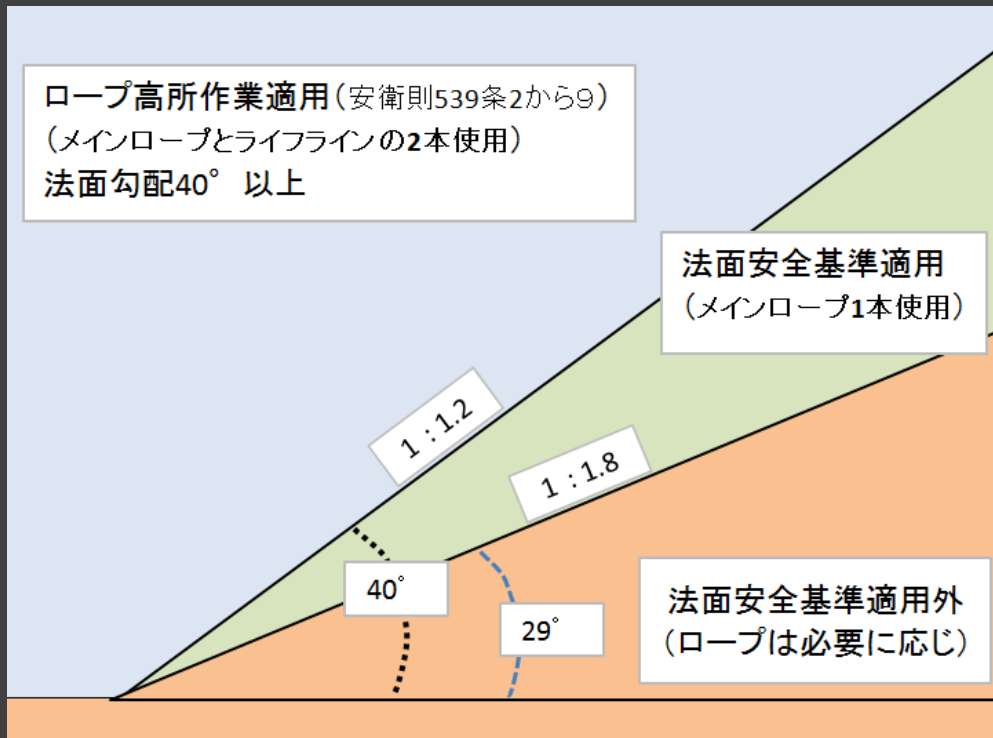 ロープ高所作業適用（安衛則539条2から9）
（メインロープとライフラインの2本使用）
法面勾配40°以上
法面安全基準適用
（メインロープ1本使用）
1：1.2
1：1.8
40°
29°
法面安全基準適用外
（ロープは必要に応じ）